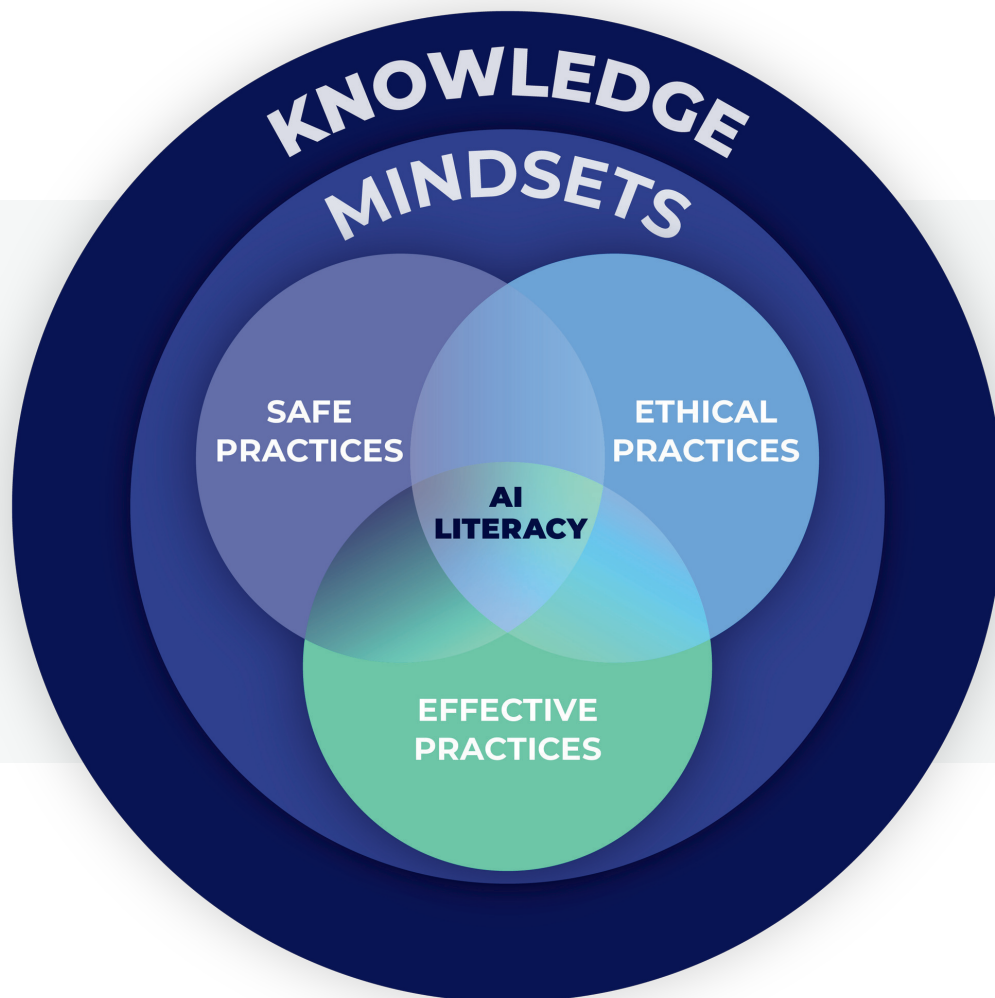 KNOWLEDGE
MINDSETS
SAFE
PRACTICES
ETHICAL
PRACTICES
AI
LITERACY
EFFECTIVE
PRACTICES